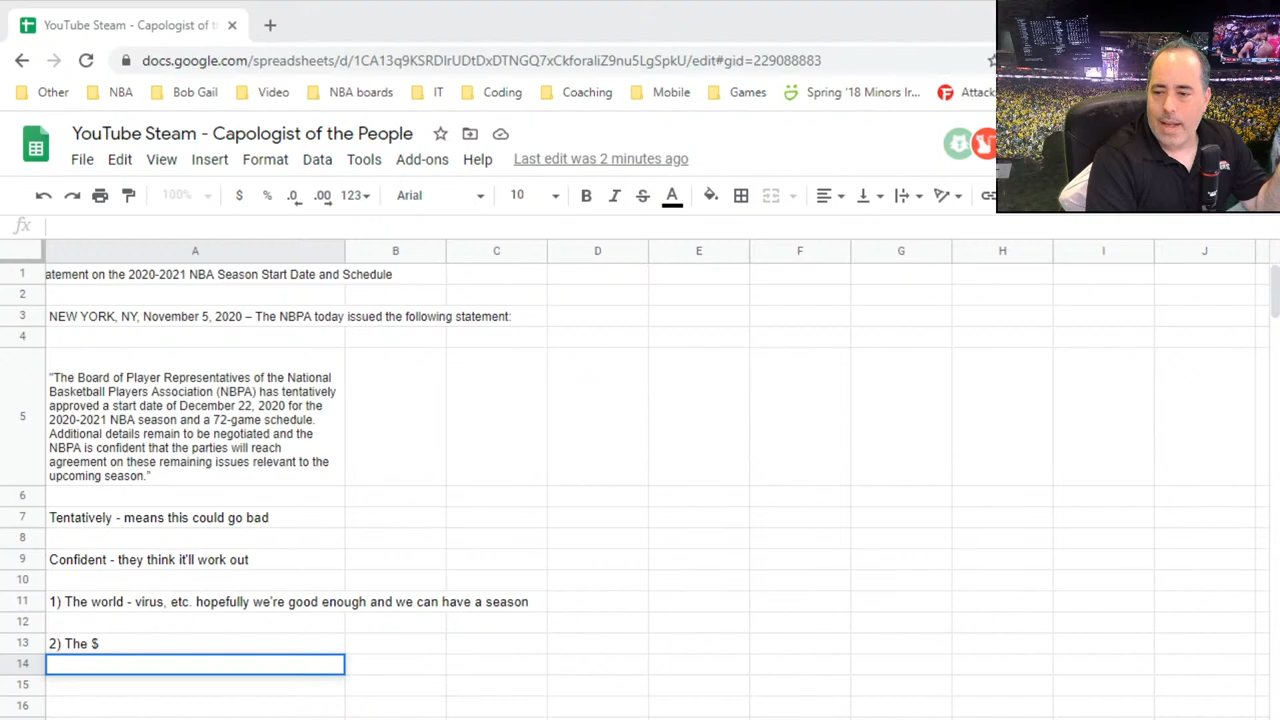 YouTube Steam - Capologist of t
docs.google.com/spreadsheets/d/1CA13q9KSRDIrUDtDxDTNGQ7xCkforaliZ9nu5LgSpkU/edit#gid=229088883
Other NBA Bob Gail Video NBA boards IT Coding Coaching Mobile Games Spring '18 Minors Ir... Attack
YouTube Steam - Capologist of the People
File Edit View Insert Format Data Tools Add-ons Help Last edit was 2 minutes ago
100% $ % .0 .00 123 Arial 10 B I S A
fx
A B C D E F G H I J
1 atement on the 2020-2021 NBA Season Start Date and Schedule
2
3 NEW YORK, NY, November 5, 2020 – The NBPA today issued the following statement:
4
"The Board of Player Representatives of the National
Basketball Players Association (NBPA) has tentatively
approved a start date of December 22, 2020 for the
5 2020-2021 NBA season and a 72-game schedule.
Additional details remain to be negotiated and the
NBPA is confident that the parties will reach
agreement on these remaining issues relevant to the
upcoming season."
6
7 Tentatively - means this could go bad
8
9 Confident - they think it'll work out
10
11 1) The world - virus, etc. hopefully we're good enough and we can have a season
12
13 2) The $
14
15
16